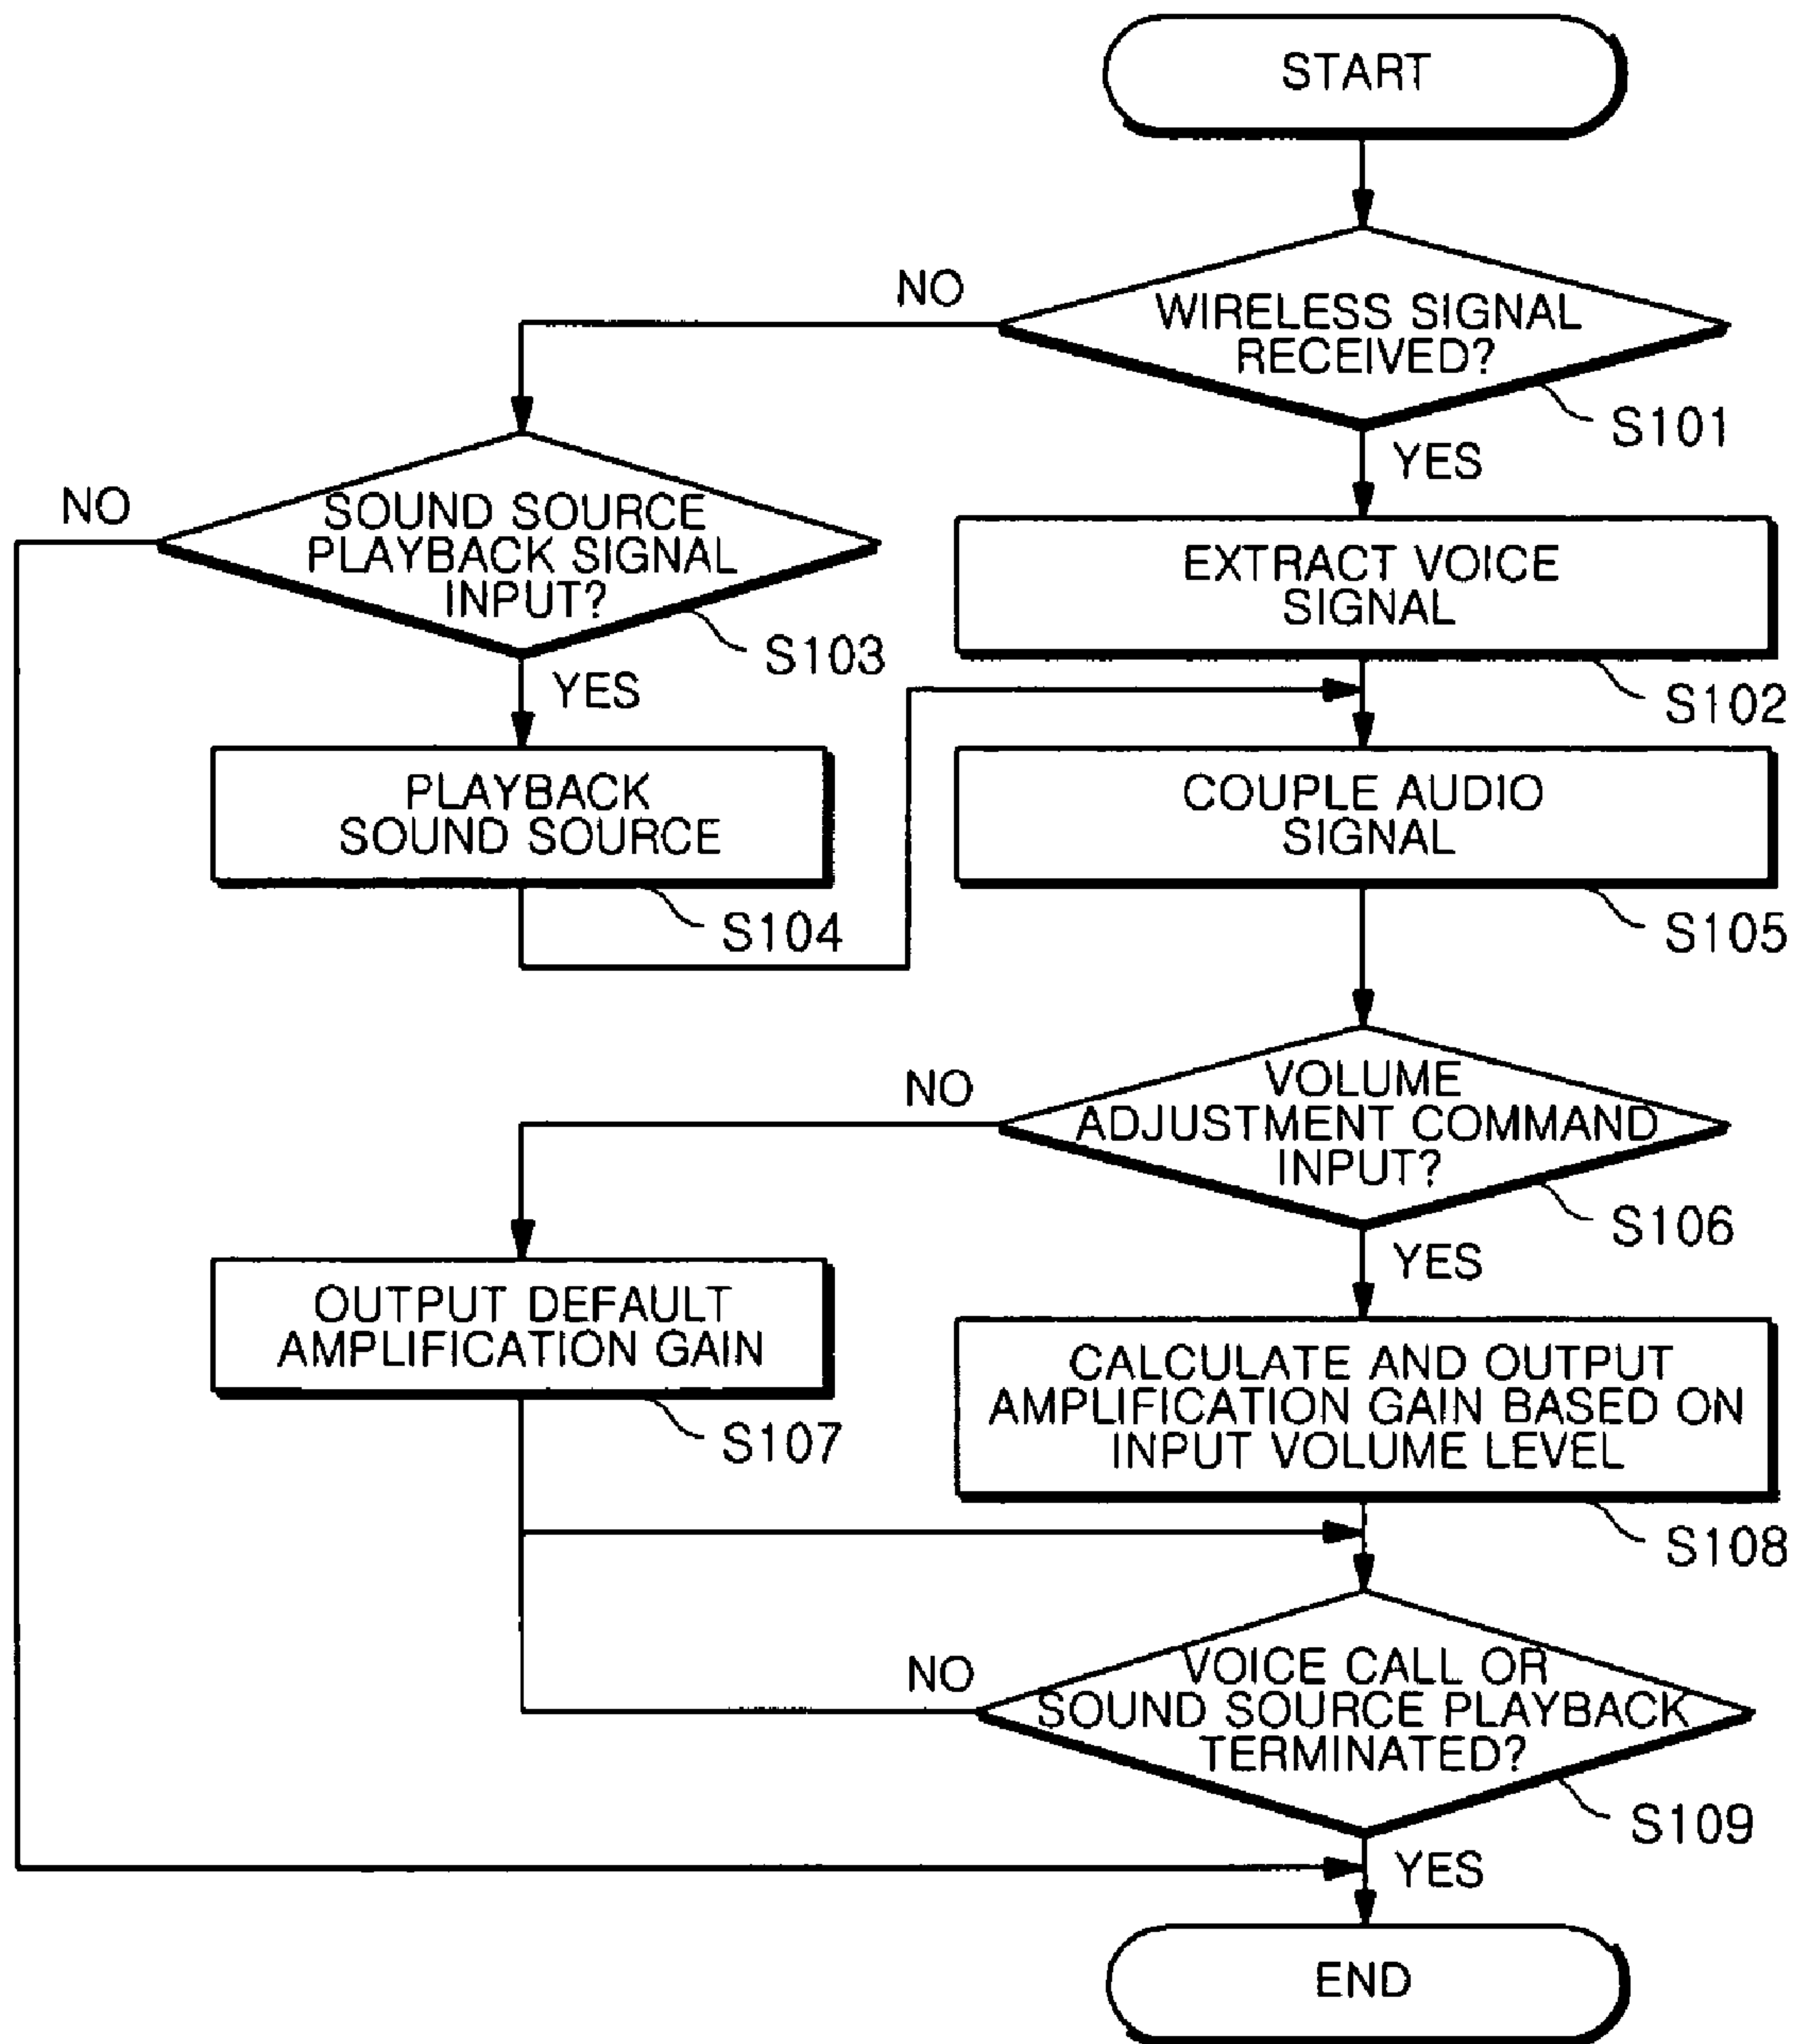 START
NO
WIRELESS SIGNAL
RECEIVED?
S101
YES
NO
SOUND SOURCE
PLAYBACK SIGNAL
INPUT?
S103
YES
EXTRACT VOICE
SIGNAL
S102
PLAYBACK
SOUND SOURCE
S104
COUPLE AUDIO
SIGNAL
S105
NO
VOLUME
ADJUSTMENT COMMAND
INPUT?
S106
YES
OUTPUT DEFAULT
AMPLIFICATION GAIN
S107
CALCULATE AND OUTPUT
AMPLIFICATION GAIN BASED ON
INPUT VOLUME LEVEL
S108
NO
VOICE CALL OR
SOUND SOURCE PLAYBACK
TERMINATED?
S109
YES
END